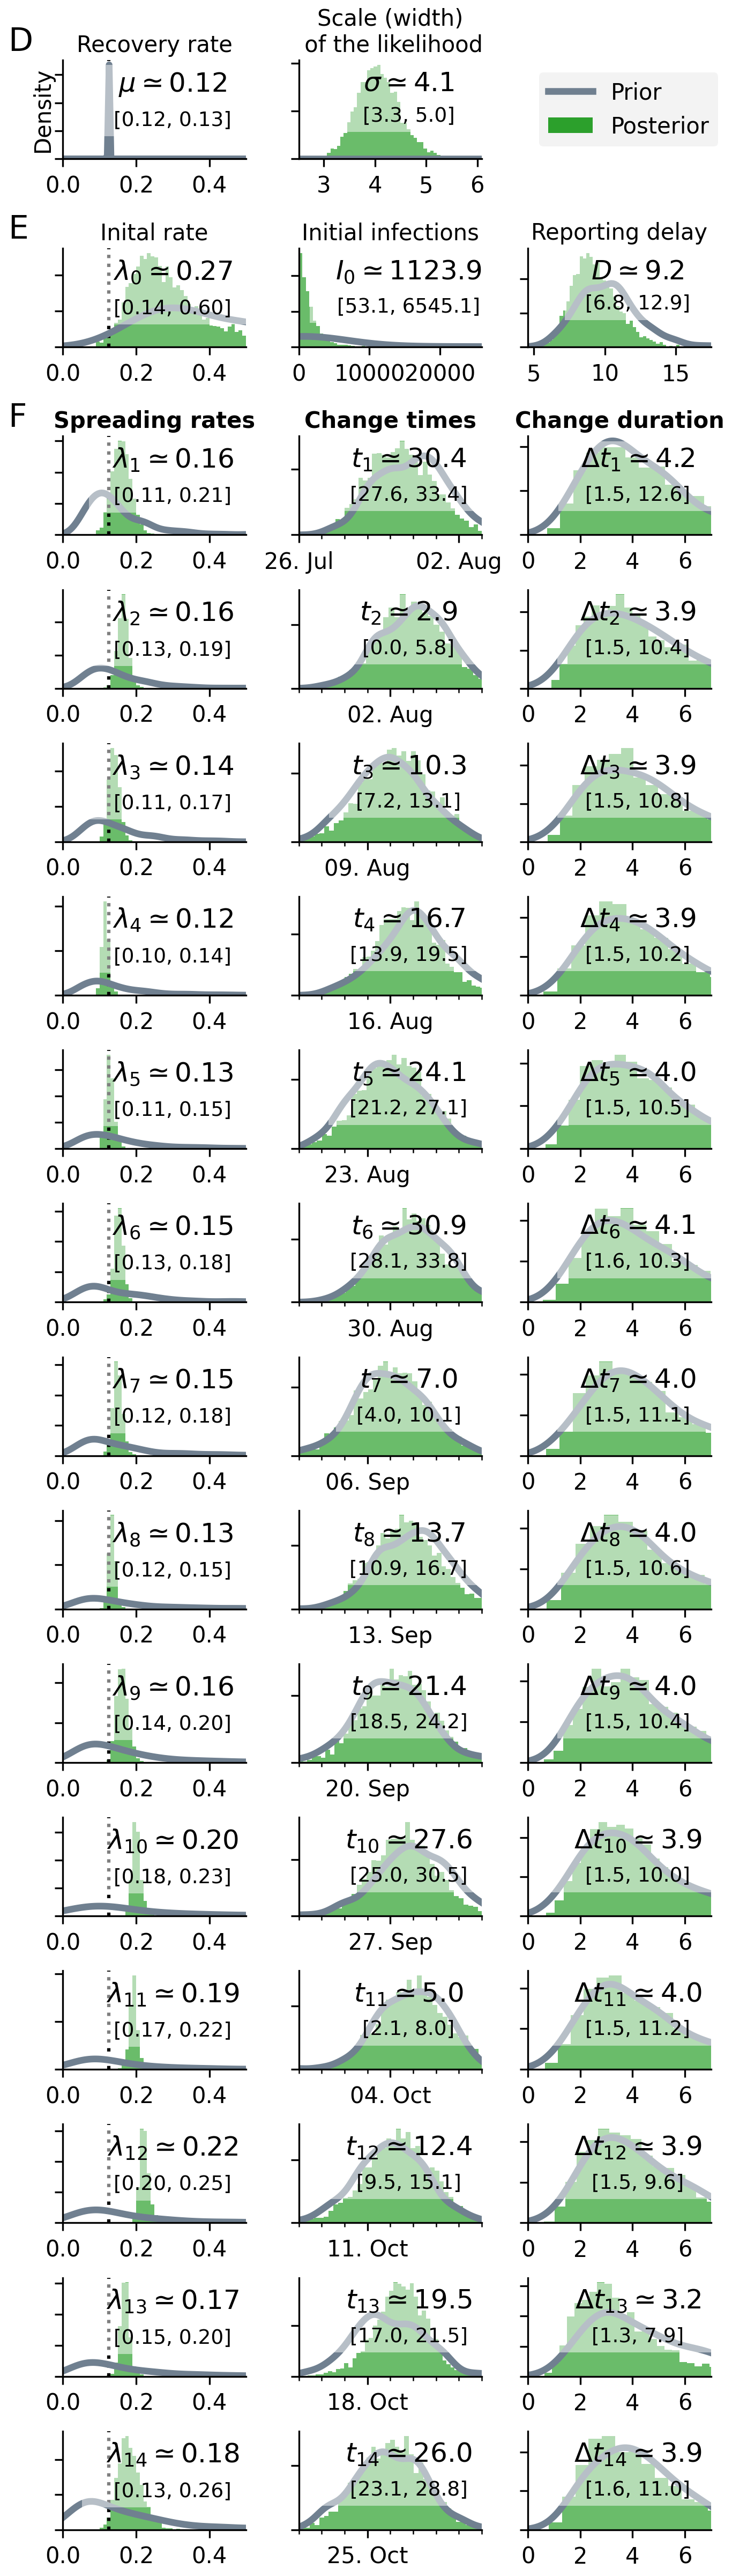 D
Recovery rate
Scale (width)
of the likelihood
Density
μ ≃ 0.12
[0.12, 0.13]
σ ≃ 4.1
[3.3, 5.0]
Prior
Posterior
0.0 0.2 0.4
3 4 5 6
E
Inital rate
Initial infections
Reporting delay
λ0 ≃ 0.27
[0.14, 0.60]
I0 ≃ 1123.9
[53.1, 6545.1]
D ≃ 9.2
[6.8, 12.9]
0.0 0.2 0.4
0 10000 20000
5 10 15
F
Spreading rates
Change times
Change duration
λ1 ≃ 0.16
[0.11, 0.21]
t1 ≃ 30.4
[27.6, 33.4]
Δt1 ≃ 4.2
[1.5, 12.6]
0.0 0.2 0.4
26. Jul 02. Aug
0 2 4 6
λ2 ≃ 0.16
[0.13, 0.19]
t2 ≃ 2.9
[0.0, 5.8]
Δt2 ≃ 3.9
[1.5, 10.4]
0.0 0.2 0.4
02. Aug
0 2 4 6
λ3 ≃ 0.14
[0.11, 0.17]
t3 ≃ 10.3
[7.2, 13.1]
Δt3 ≃ 3.9
[1.5, 10.8]
0.0 0.2 0.4
09. Aug
0 2 4 6
λ4 ≃ 0.12
[0.10, 0.14]
t4 ≃ 16.7
[13.9, 19.5]
Δt4 ≃ 3.9
[1.5, 10.2]
0.0 0.2 0.4
16. Aug
0 2 4 6
λ5 ≃ 0.13
[0.11, 0.15]
t5 ≃ 24.1
[21.2, 27.1]
Δt5 ≃ 4.0
[1.5, 10.5]
0.0 0.2 0.4
23. Aug
0 2 4 6
λ6 ≃ 0.15
[0.13, 0.18]
t6 ≃ 30.9
[28.1, 33.8]
Δt6 ≃ 4.1
[1.6, 10.3]
0.0 0.2 0.4
30. Aug
0 2 4 6
λ7 ≃ 0.15
[0.12, 0.18]
t7 ≃ 7.0
[4.0, 10.1]
Δt7 ≃ 4.0
[1.5, 11.1]
0.0 0.2 0.4
06. Sep
0 2 4 6
λ8 ≃ 0.13
[0.12, 0.15]
t8 ≃ 13.7
[10.9, 16.7]
Δt8 ≃ 4.0
[1.5, 10.6]
0.0 0.2 0.4
13. Sep
0 2 4 6
λ9 ≃ 0.16
[0.14, 0.20]
t9 ≃ 21.4
[18.5, 24.2]
Δt9 ≃ 4.0
[1.5, 10.4]
0.0 0.2 0.4
20. Sep
0 2 4 6
λ10 ≃ 0.20
[0.18, 0.23]
t10 ≃ 27.6
[25.0, 30.5]
Δt10 ≃ 3.9
[1.5, 10.0]
0.0 0.2 0.4
27. Sep
0 2 4 6
λ11 ≃ 0.19
[0.17, 0.22]
t11 ≃ 5.0
[2.1, 8.0]
Δt11 ≃ 4.0
[1.5, 11.2]
0.0 0.2 0.4
04. Oct
0 2 4 6
λ12 ≃ 0.22
[0.20, 0.25]
t12 ≃ 12.4
[9.5, 15.1]
Δt12 ≃ 3.9
[1.5, 9.6]
0.0 0.2 0.4
11. Oct
0 2 4 6
λ13 ≃ 0.17
[0.15, 0.20]
t13 ≃ 19.5
[17.0, 21.5]
Δt13 ≃ 3.2
[1.3, 7.9]
0.0 0.2 0.4
18. Oct
0 2 4 6
λ14 ≃ 0.18
[0.13, 0.26]
t14 ≃ 26.0
[23.1, 28.8]
Δt14 ≃ 3.9
[1.6, 11.0]
0.0 0.2 0.4
25. Oct
0 2 4 6